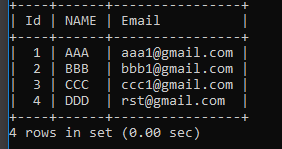 +----+------+----------------+
| Id | NAME | Email          |
+----+------+----------------+
|  1 | AAA  | aaa1@gmail.com |
|  2 | BBB  | bbb1@gmail.com |
|  3 | CCC  | ccc1@gmail.com |
|  4 | DDD  | rst@gmail.com  |
+----+------+----------------+
4 rows in set (0.00 sec)